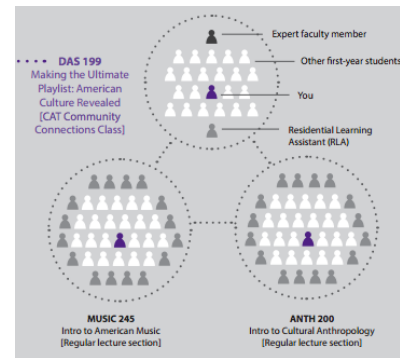 Expert faculty member
DAS 199
Making the Ultimate
Playlist: American
Culture Revealed
[CAT Community
Connections Class]
Other first-year students
You
Residential Learning
Assistant (RLA)
MUSIC 245
Intro to American Music
[Regular lecture section]
ANTH 200
Intro to Cultural Anthropology
[Regular lecture section]